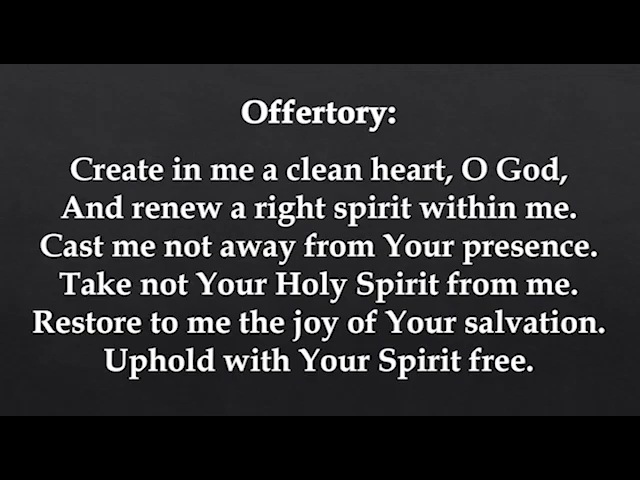 Offertory:
Create in me a clean heart, O God,
And renew a right spirit within me.
Cast me not away from Your presence.
Take not Your Holy Spirit from me.
Restore to me the joy of Your salvation.
Uphold with Your Spirit free.